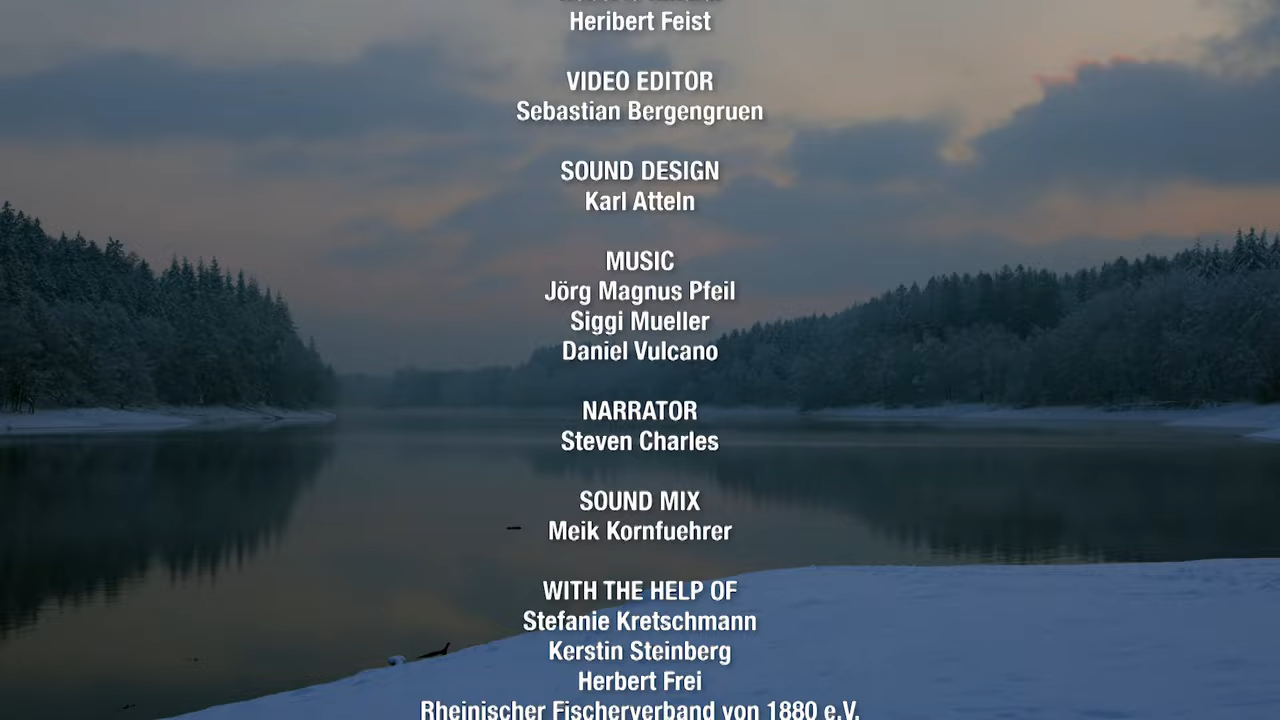 Heribert Feist
VIDEO EDITOR
Sebastian Bergengruen
SOUND DESIGN
Karl Atteln
MUSIC
Jörg Magnus Pfeil
Siggi Mueller
Daniel Vulcano
NARRATOR
Steven Charles
SOUND MIX
Meik Kornfuehrer
WITH THE HELP OF
Stefanie Kretschmann
Kerstin Steinberg
Herbert Frei
Rheinischer Fischerverband von 1880 e.V.